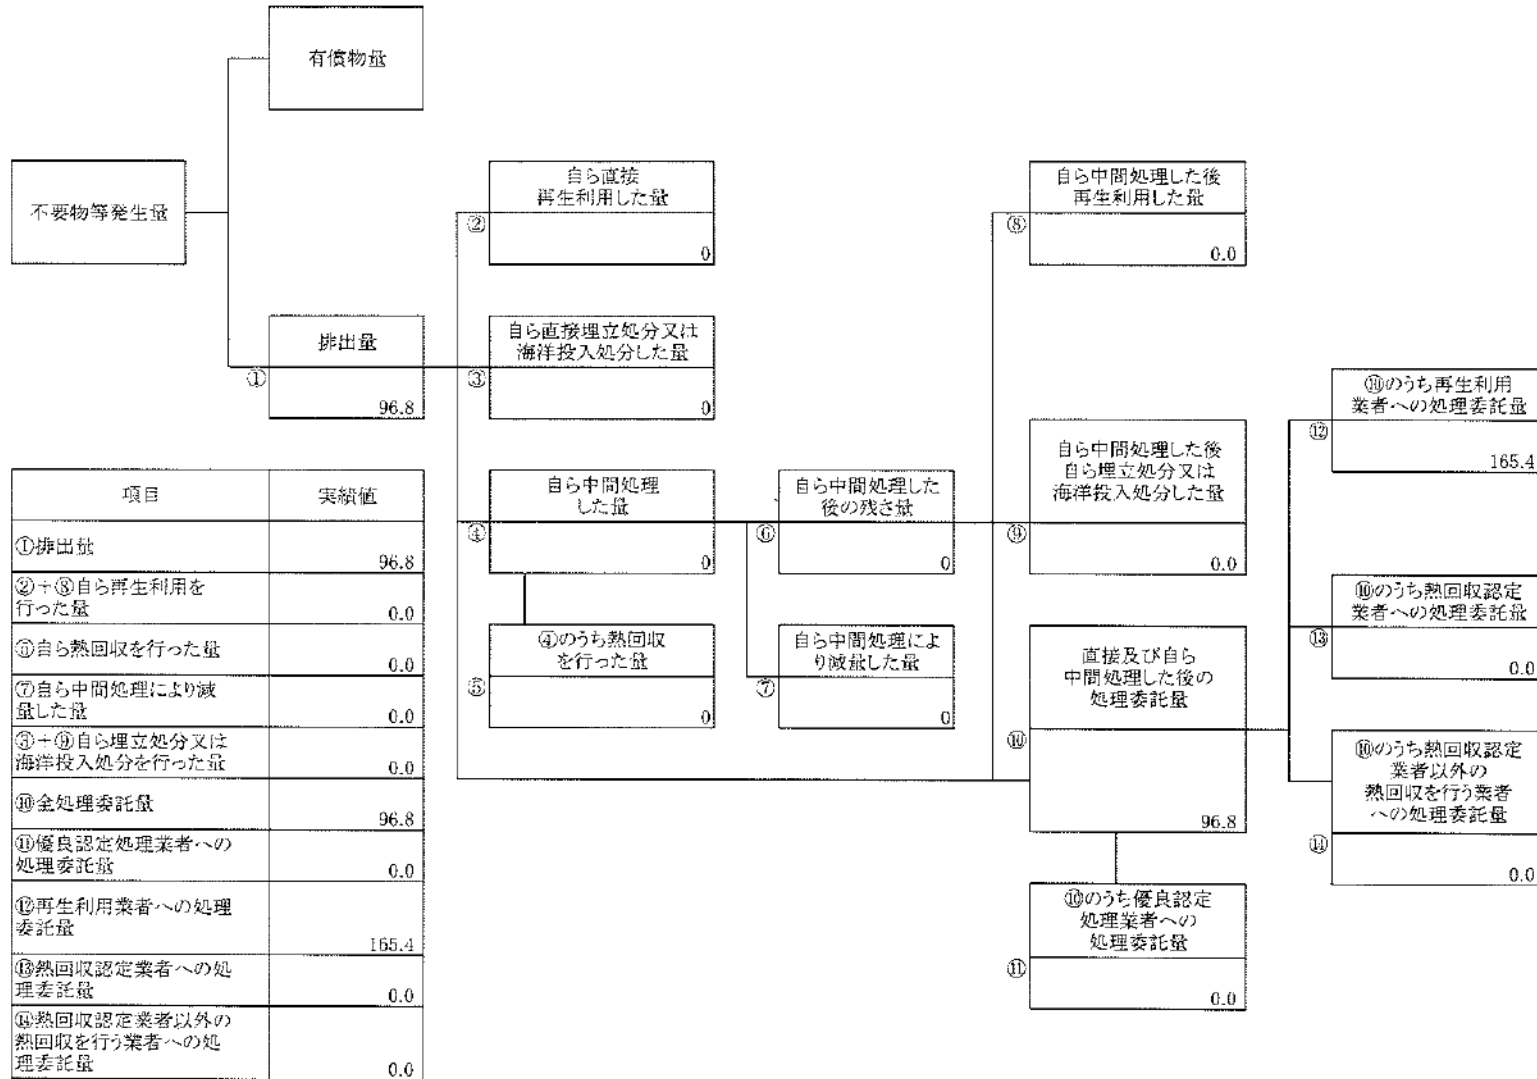 有償物量
不要物等発生量
排出量
①
96.8
自ら直接
再生利用した量
②
0
自ら直接埋立処分又は
海洋投入処分した量
③
0
自ら中間処理
した量
④
0
④のうち熱回収
を行った量
⑤
0
自ら中間処理した
後の残さ量
⑥
0
自ら中間処理によ
り減量した量
⑦
0
自ら中間処理した後
再生利用した量
⑧
0.0
自ら中間処理した後
自ら埋立処分又は
海洋投入処分した量
⑨
0.0
直接及び自ら
中間処理した後の
処理委託量
⑩
96.8
⑩のうち優良認定
処理業者への
処理委託量
⑪
0.0
⑩のうち再生利用
業者への処理委託量
⑫
165.4
⑩のうち熱回収認定
業者への処理委託量
⑬
0.0
⑩のうち熱回収認定
業者以外の
熱回収を行う業者
への処理委託量
⑭
0.0
項目 実績値
①排出量
96.8
②+⑧自ら再生利用を
行った量 0.0
⑤自ら熱回収を行った量
0.0
⑦自ら中間処理により減
量した量 0.0
③+⑨自ら埋立処分又は
海洋投入処分を行った量 0.0
⑩全処理委託量
96.8
⑪優良認定処理業者への
処理委託量 0.0
⑫再生利用業者への処理
委託量
165.4
⑬熱回収認定業者への処
理委託量 0.0
⑭熱回収認定業者以外の
熱回収を行う業者への処
理委託量 0.0